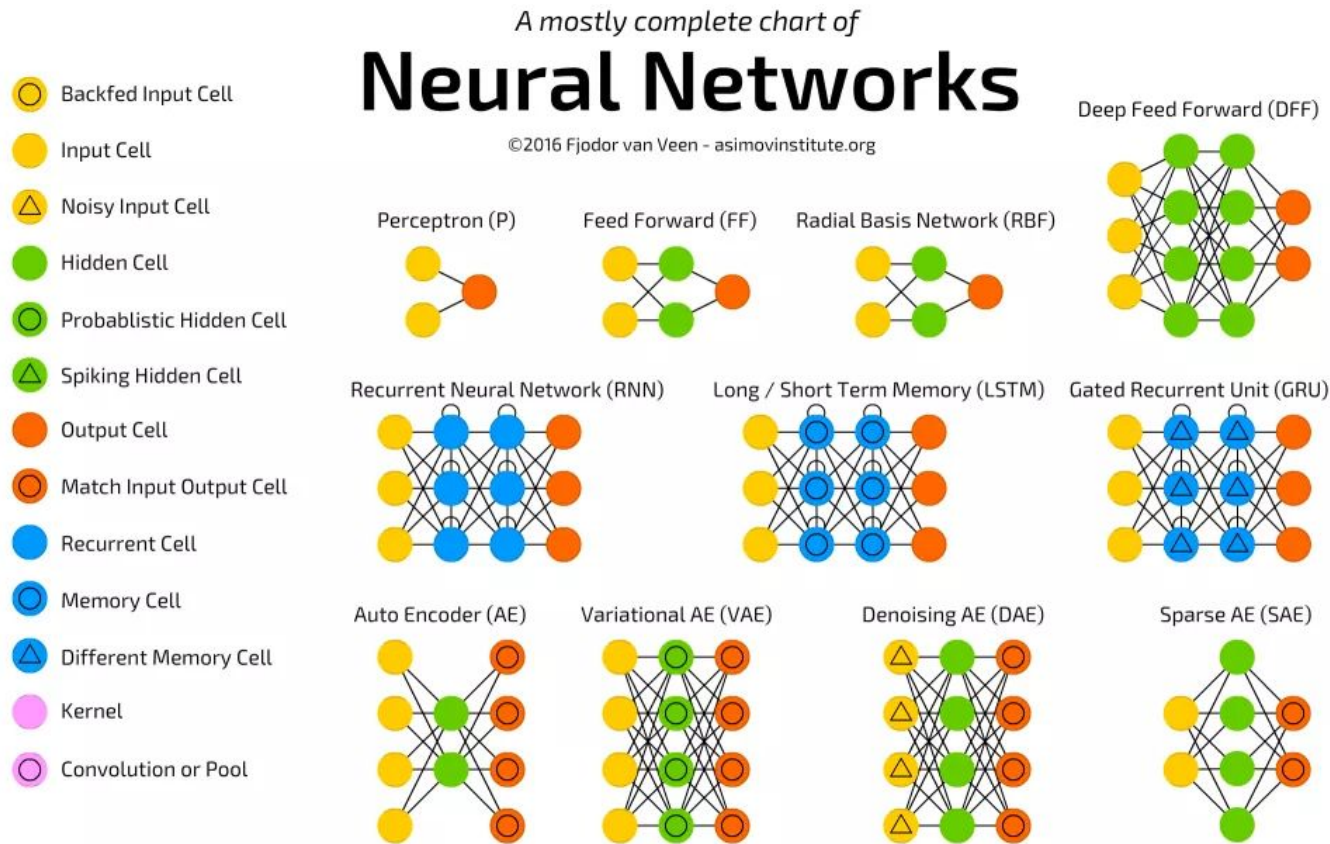 A mostly complete chart of
Neural Networks
©2016 Fjodor van Veen - asimovinstitute.org
Backfed Input Cell
Input Cell
Noisy Input Cell
Hidden Cell
Probablistic Hidden Cell
Spiking Hidden Cell
Output Cell
Match Input Output Cell
Recurrent Cell
Memory Cell
Different Memory Cell
Kernel
Convolution or Pool
Deep Feed Forward (DFF)
Perceptron (P)
Feed Forward (FF)
Radial Basis Network (RBF)
Recurrent Neural Network (RNN)
Long / Short Term Memory (LSTM)
Gated Recurrent Unit (GRU)
Auto Encoder (AE)
Variational AE (VAE)
Denoising AE (DAE)
Sparse AE (SAE)